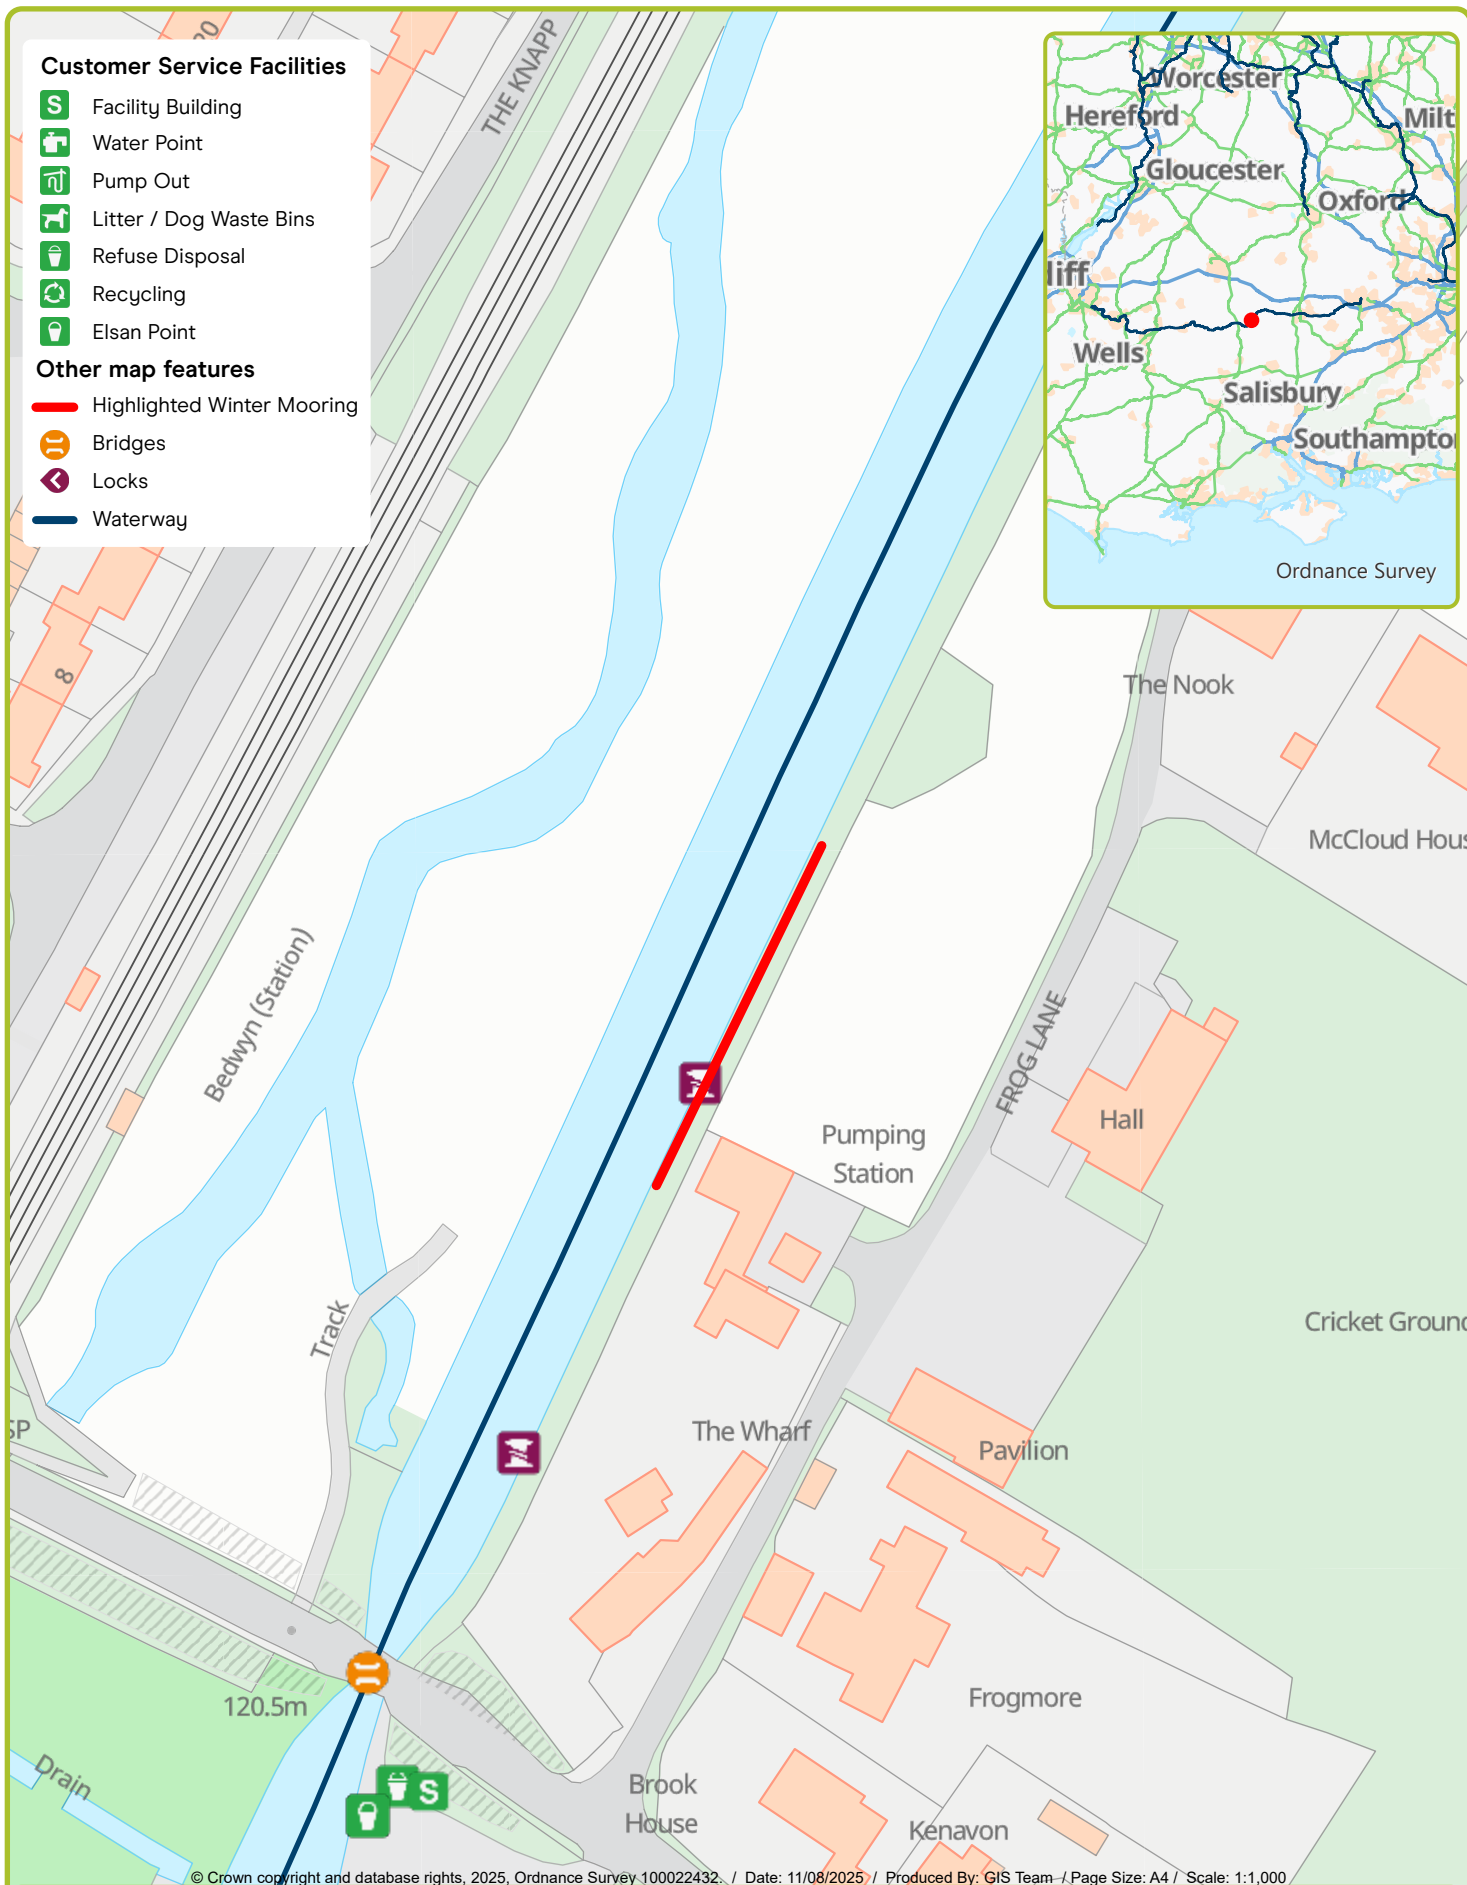 Customer Service Facilities
S Facility Building
Water Point
Pump Out
Litter / Dog Waste Bins
Refuse Disposal
Recycling
Elsan Point
Other map features
Highlighted Winter Mooring
Bridges
Locks
Waterway
THE KNAPP
Worcester
Hereford
Milt
Gloucester
Oxford
liff
Wells
Salisbury
Southampto
Ordnance Survey
8
The Nook
McCloud Hous
Bedwyn (Station)
FROG LANE
Hall
Pumping
Station
Track
Cricket Ground
SP
The Wharf
Pavilion
120.5m
Frogmore
Drain
S
Brook
House
Kenavon
© Crown copyright and database rights, 2025, Ordnance Survey 100022432. / Date: 11/08/2025 / Produced By: GIS Team / Page Size: A4 / Scale: 1:1,000